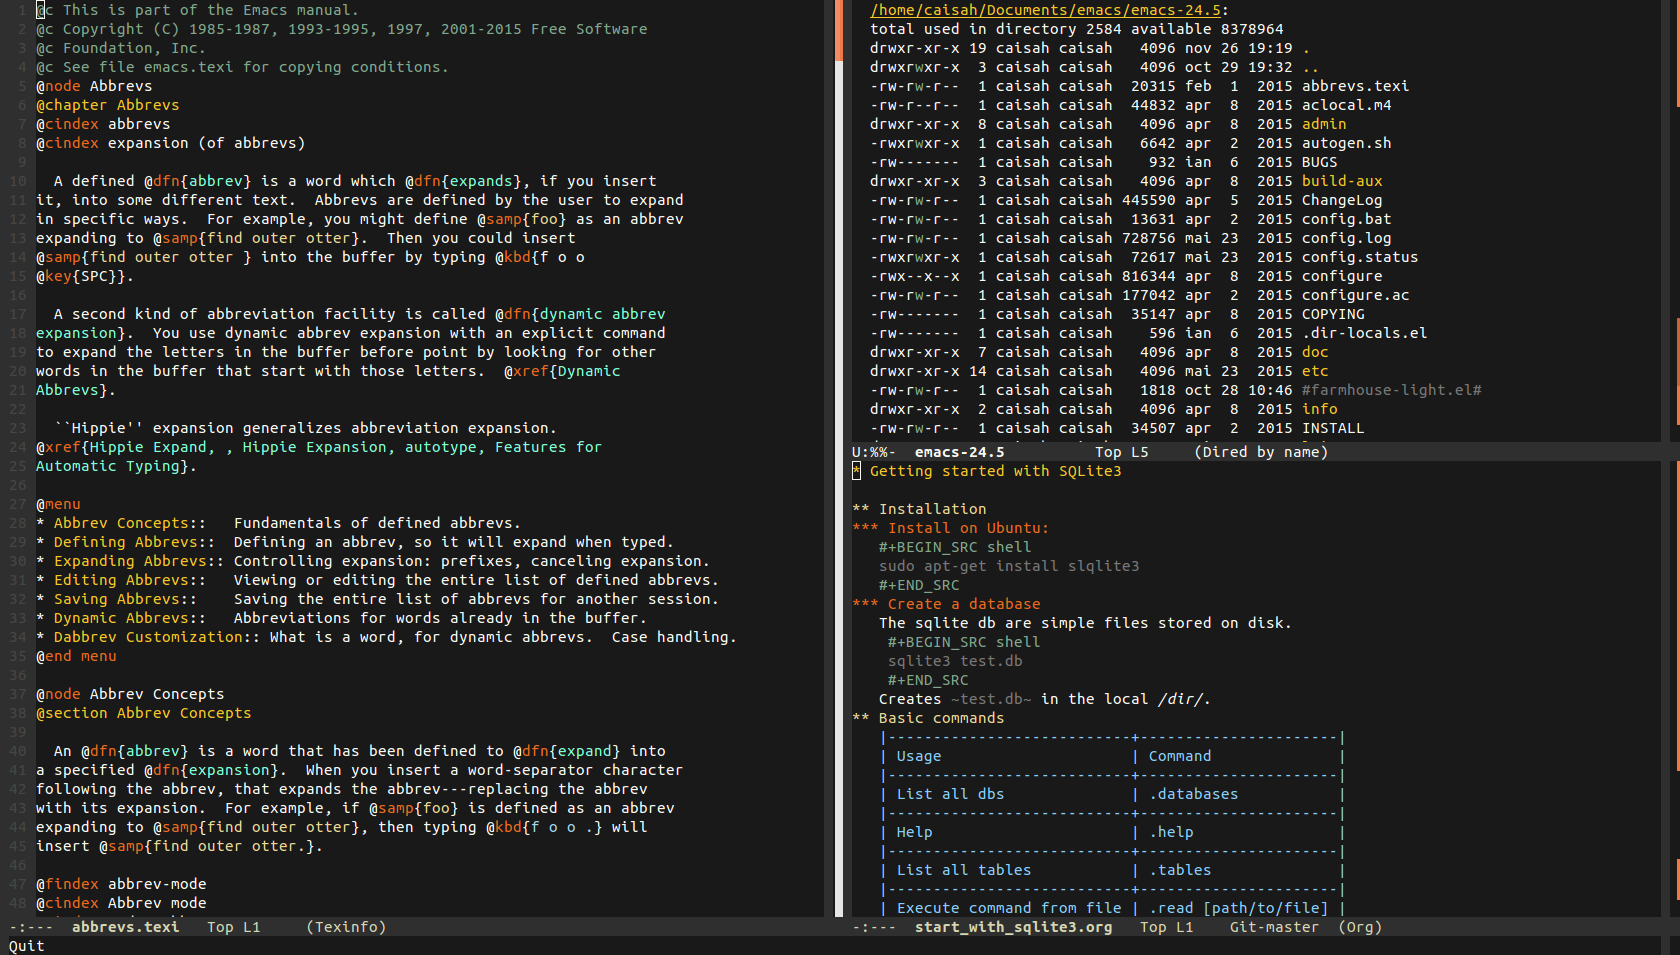 1 @c This is part of the Emacs manual.
2 @c Copyright (C) 1985-1987, 1993-1995, 1997, 2001-2015 Free Software
3 @c Foundation, Inc.
4 @c See file emacs.texi for copying conditions.
5 @node Abbrevs
6 @chapter Abbrevs
7 @cindex abbrevs
8 @cindex expansion (of abbrevs)
9
10   A defined @dfn{abbrev} is a word which @dfn{expands}, if you insert
11 it, into some different text.  Abbrevs are defined by the user to expand
12 in specific ways.  For example, you might define @samp{foo} as an abbrev
13 expanding to @samp{find outer otter}.  Then you could insert
14 @samp{find outer otter } into the buffer by typing @kbd{f o o
15 @key{SPC}}.
16
17   A second kind of abbreviation facility is called @dfn{dynamic abbrev
18 expansion}.  You use dynamic abbrev expansion with an explicit command
19 to expand the letters in the buffer before point by looking for other
20 words in the buffer that start with those letters.  @xref{Dynamic
21 Abbrevs}.
22
23   ``Hippie'' expansion generalizes abbreviation expansion.
24 @xref{Hippie Expand, , Hippie Expansion, autotype, Features for
25 Automatic Typing}.
26
27 @menu
28 * Abbrev Concepts::   Fundamentals of defined abbrevs.
29 * Defining Abbrevs::  Defining an abbrev, so it will expand when typed.
30 * Expanding Abbrevs:: Controlling expansion: prefixes, canceling expansion.
31 * Editing Abbrevs::   Viewing or editing the entire list of defined abbrevs.
32 * Saving Abbrevs::    Saving the entire list of abbrevs for another session.
33 * Dynamic Abbrevs::   Abbreviations for words already in the buffer.
34 * Dabbrev Customization:: What is a word, for dynamic abbrevs.  Case handling.
35 @end menu
36
37 @node Abbrev Concepts
38 @section Abbrev Concepts
39
40   An @dfn{abbrev} is a word that has been defined to @dfn{expand} into
41 a specified @dfn{expansion}.  When you insert a word-separator character
42 following the abbrev, that expands the abbrev---replacing the abbrev
43 with its expansion.  For example, if @samp{foo} is defined as an abbrev
44 expanding to @samp{find outer otter}, then typing @kbd{f o o .} will
45 insert @samp{find outer otter.}.
46
47 @findex abbrev-mode
48 @cindex Abbrev mode
-:---  abbrevs.texi   Top L1     (Texinfo)
Quit
/home/caisah/Documents/emacs/emacs-24.5:
total used in directory 2584 available 8378964
drwxr-xr-x 19 caisah caisah   4096 nov 26 19:19 .
drwxrwxr-x  3 caisah caisah   4096 oct 29 19:32 ..
-rw-rw-r--  1 caisah caisah  20315 feb  1  2015 abbrevs.texi
-rw-r--r--  1 caisah caisah  44832 apr  8  2015 aclocal.m4
drwxr-xr-x  8 caisah caisah   4096 apr  8  2015 admin
-rwxrwxr-x  1 caisah caisah   6642 apr  2  2015 autogen.sh
-rw-------  1 caisah caisah    932 ian  6  2015 BUGS
drwxr-xr-x  3 caisah caisah   4096 apr  8  2015 build-aux
-rw-rw-r--  1 caisah caisah 445590 apr  5  2015 ChangeLog
-rw-rw-r--  1 caisah caisah  13631 apr  2  2015 config.bat
-rw-rw-r--  1 caisah caisah 728756 mai 23  2015 config.log
-rwxrwxr-x  1 caisah caisah  72617 mai 23  2015 config.status
-rwx--x--x  1 caisah caisah 816344 apr  8  2015 configure
-rw-rw-r--  1 caisah caisah 177042 apr  2  2015 configure.ac
-rw-------  1 caisah caisah  35147 apr  8  2015 COPYING
-rw-------  1 caisah caisah    596 ian  6  2015 .dir-locals.el
drwxr-xr-x  7 caisah caisah   4096 apr  8  2015 doc
drwxr-xr-x 14 caisah caisah   4096 mai 23  2015 etc
-rw-rw-r--  1 caisah caisah   1818 oct 28 10:46 #farmhouse-light.el#
drwxr-xr-x  2 caisah caisah   4096 apr  8  2015 info
-rw-rw-r--  1 caisah caisah  34507 apr  2  2015 INSTALL
U:%%-  emacs-24.5          Top L5     (Dired by name)
* Getting started with SQLite3

** Installation
*** Install on Ubuntu:
   #+BEGIN_SRC shell
   sudo apt-get install slqlite3
   #+END_SRC
*** Create a database
   The sqlite db are simple files stored on disk.
    #+BEGIN_SRC shell
    sqlite3 test.db
    #+END_SRC
   Creates ~test.db~ in the local /dir/.
** Basic commands
   |---------------------------+----------------------|
   | Usage                     | Command              |
   |---------------------------+----------------------|
   | List all dbs              | .databases           |
   |---------------------------+----------------------|
   | Help                      | .help                |
   |---------------------------+----------------------|
   | List all tables           | .tables              |
   |---------------------------+----------------------|
   | Execute command from file | .read [path/to/file] |
-:---  start_with_sqlite3.org   Top L1    Git-master  (Org)